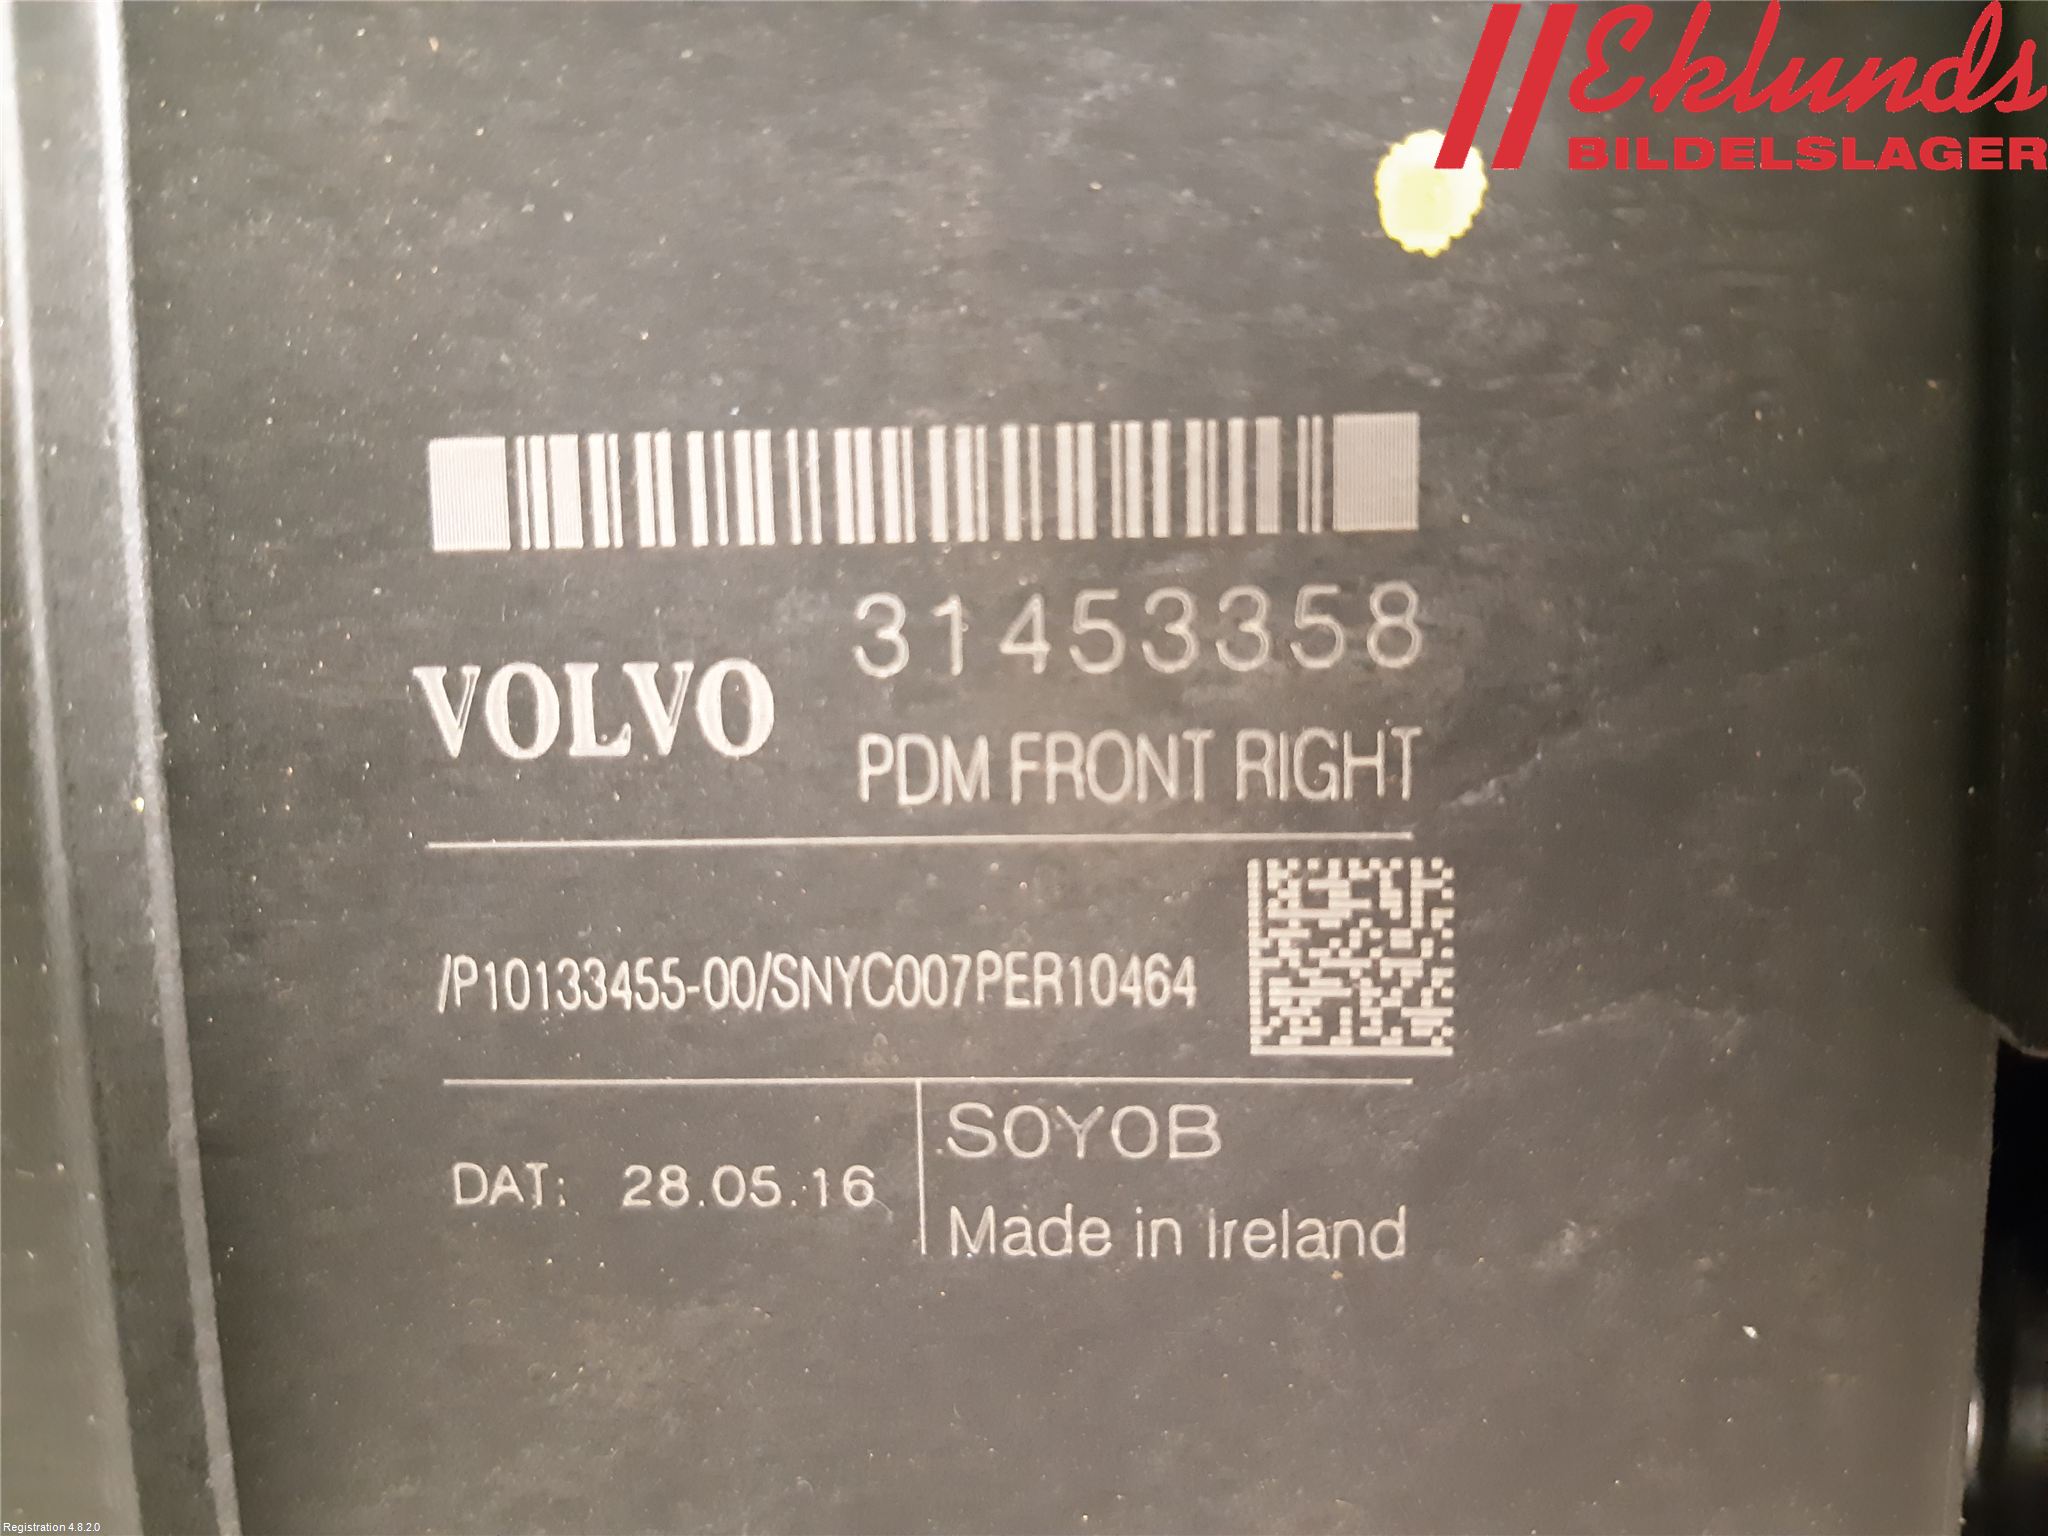 Eklunds
BILDELSLAGER
31453358
VOLVO
PDM FRONT RIGHT
/P10133455-00/SNYC007PER10464
DAT: 28.05.16
SOYOB
Made in Ireland
Registration 4.8.2.0